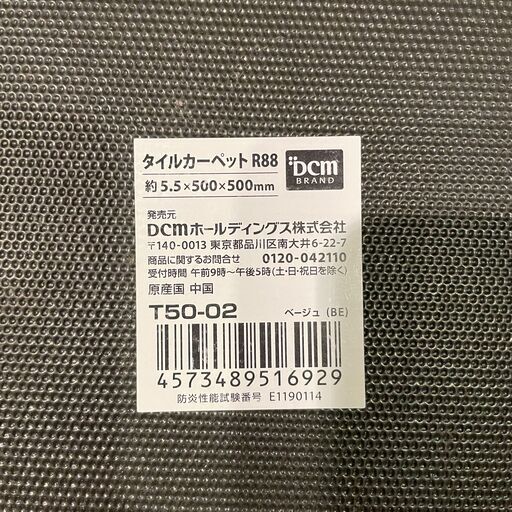 タイルカーペット R88
約 5.5×500×500mm
DCM
BRAND
発売元
DCMホールディングス株式会社
〒140-0013 東京都品川区南大井6-22-7
商品に関するお問合せ 0120-042110
受付時間 午前9時~午後5時(土・日・祝日を除く)
原産国 中国
T50-02 ベージュ (BE)
4573489516929
防炎性能試験番号 E1190114